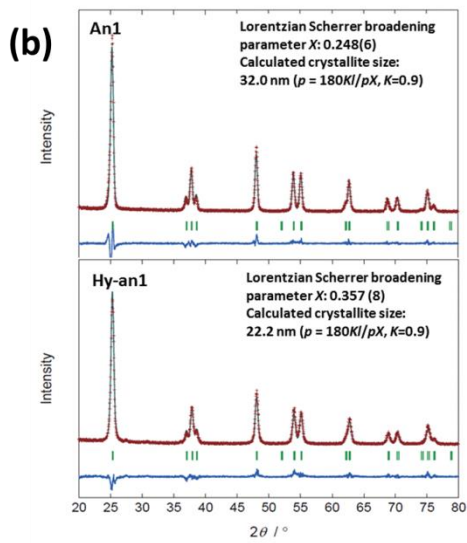 (b)
An1
Lorentzian Scherrer broadening
parameter X: 0.248(6)
Calculated crystallite size:
32.0 nm (p = 180Kl/pX, K=0.9)
Intensity
Hy-an1
Lorentzian Scherrer broadening
parameter X: 0.357 (8)
Calculated crystallite size:
22.2 nm (p = 180Kl/pX, K=0.9)
Intensity
20 25 30 35 40 45 50 55 60 65 70 75 80
2θ / °